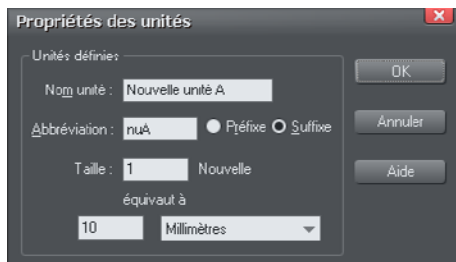 Propriétés des unités
Unités définies
Nom unité : Nouvelle unité A
Abbréviation : nuA Préfixe Suffixe
Taille : 1 Nouvelle
équivaut à
10 Millimètres
OK
Annuler
Aide